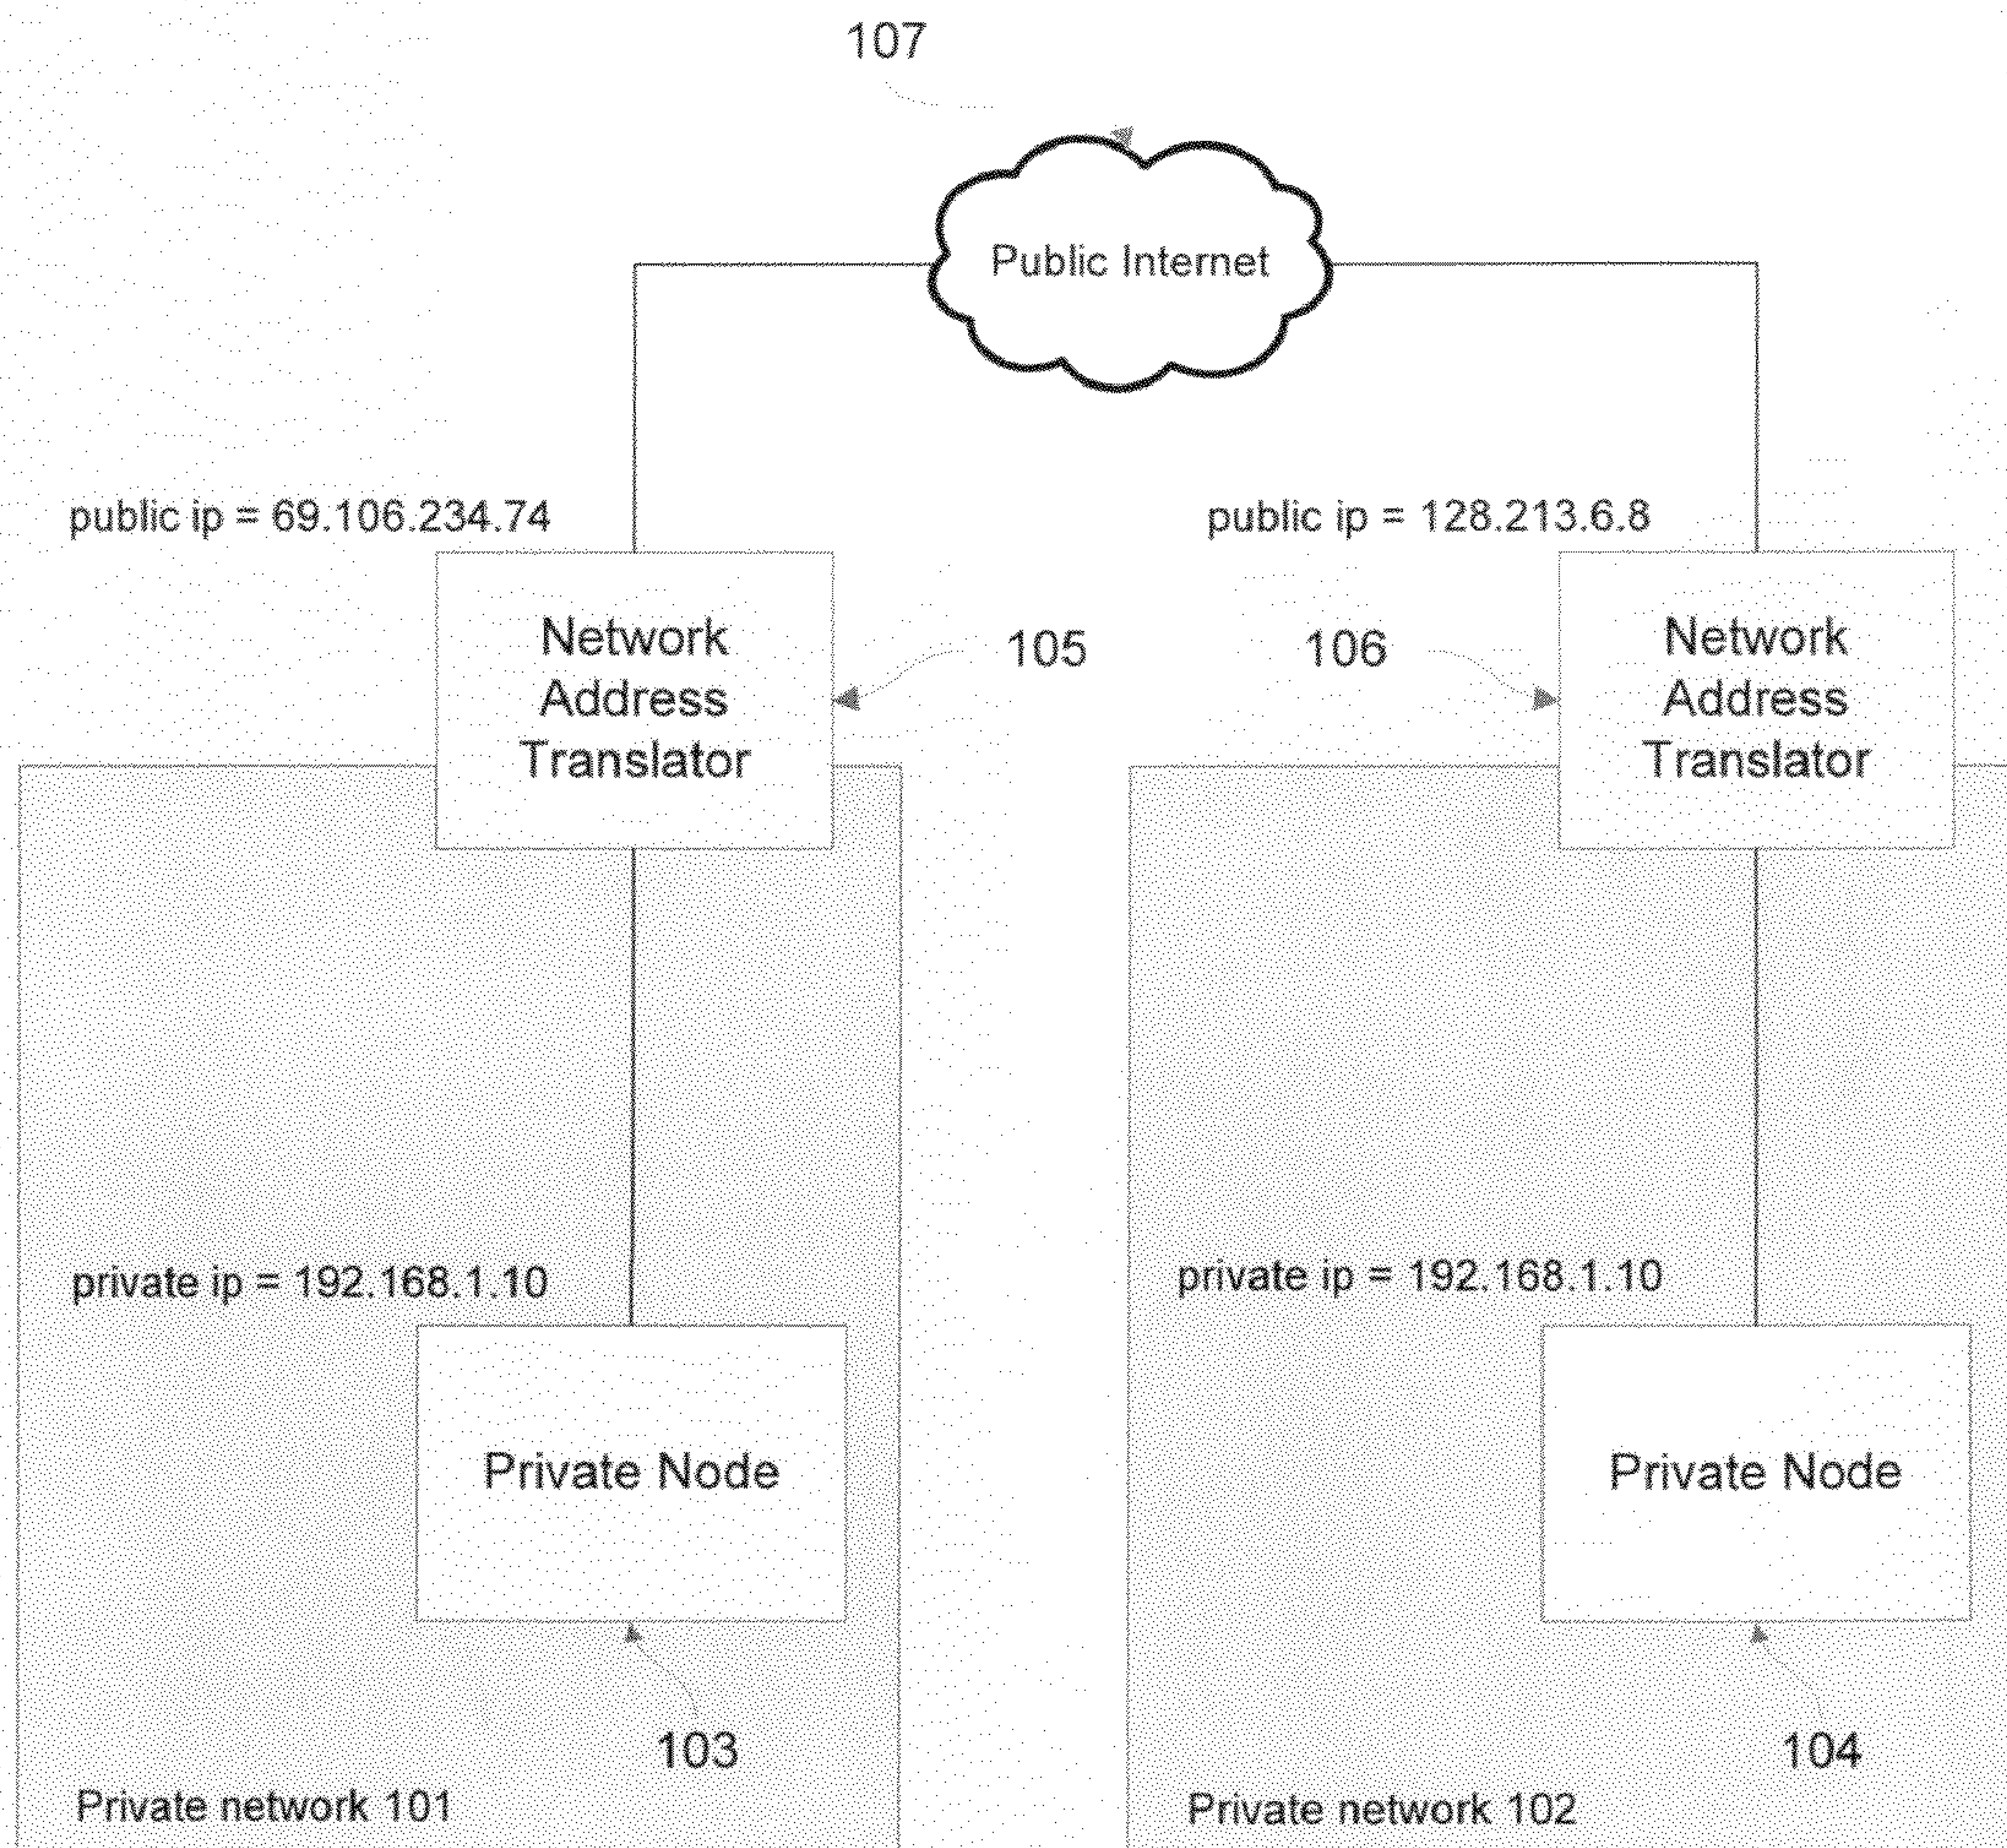 107
Public Internet
public ip = 69.106.234.74
public ip = 128.213.6.8
Network
Address
Translator
105
106
Network
Address
Translator
private ip = 192.168.1.10
private ip = 192.168.1.10
Private Node
Private Node
103
104
Private network 101
Private network 102